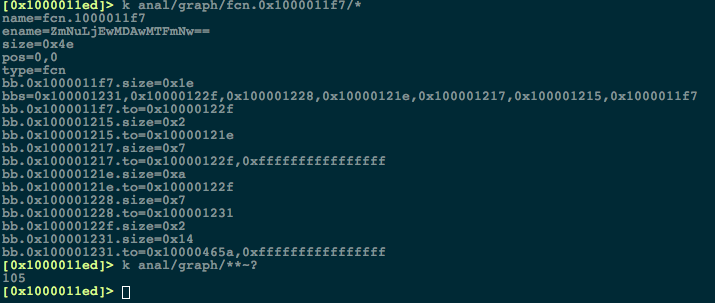 [0x1000011ed]> k anal/graph/fcn.0x1000011f7/*
name=fcn.1000011f7
ename=ZmNuLjEwMDAwMTFmNw==
size=0x4e
pos=0,0
type=fcn
bb.0x1000011f7.size=0x1e
bbs=0x100001231,0x10000122f,0x100001228,0x10000121e,0x100001217,0x100001215,0x1000011f7
bb.0x1000011f7.to=0x10000122f
bb.0x100001215.size=0x2
bb.0x100001215.to=0x10000121e
bb.0x100001217.size=0x7
bb.0x100001217.to=0x10000122f,0xffffffffffffffff
bb.0x10000121e.size=0xa
bb.0x10000121e.to=0x10000122f
bb.0x100001228.size=0x7
bb.0x100001228.to=0x100001231
bb.0x10000122f.size=0x2
bb.0x100001231.size=0x14
bb.0x100001231.to=0x10000465a,0xffffffffffffffff
[0x1000011ed]> k anal/graph/**~?
105
[0x1000011ed]>